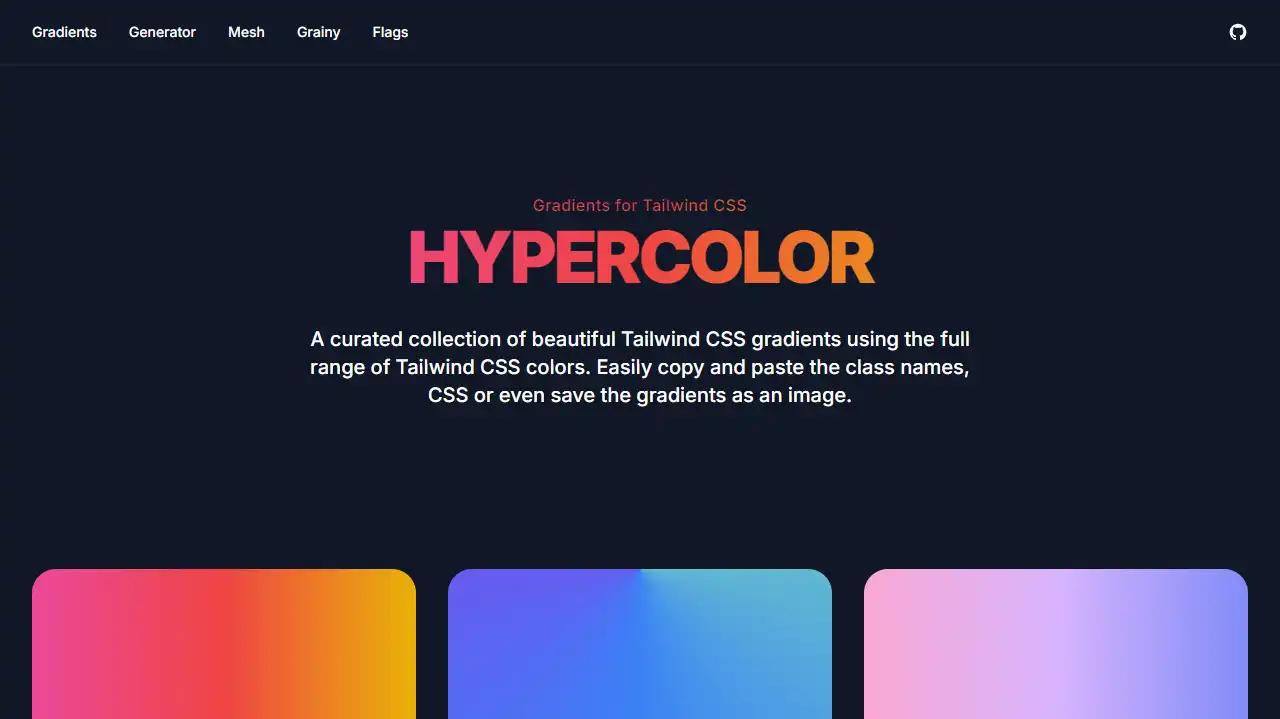 Gradients Generator Mesh Grainy Flags
Gradients for Tailwind CSS
HYPERCOLOR
A curated collection of beautiful Tailwind CSS gradients using the full
range of Tailwind CSS colors. Easily copy and paste the class names,
CSS or even save the gradients as an image.